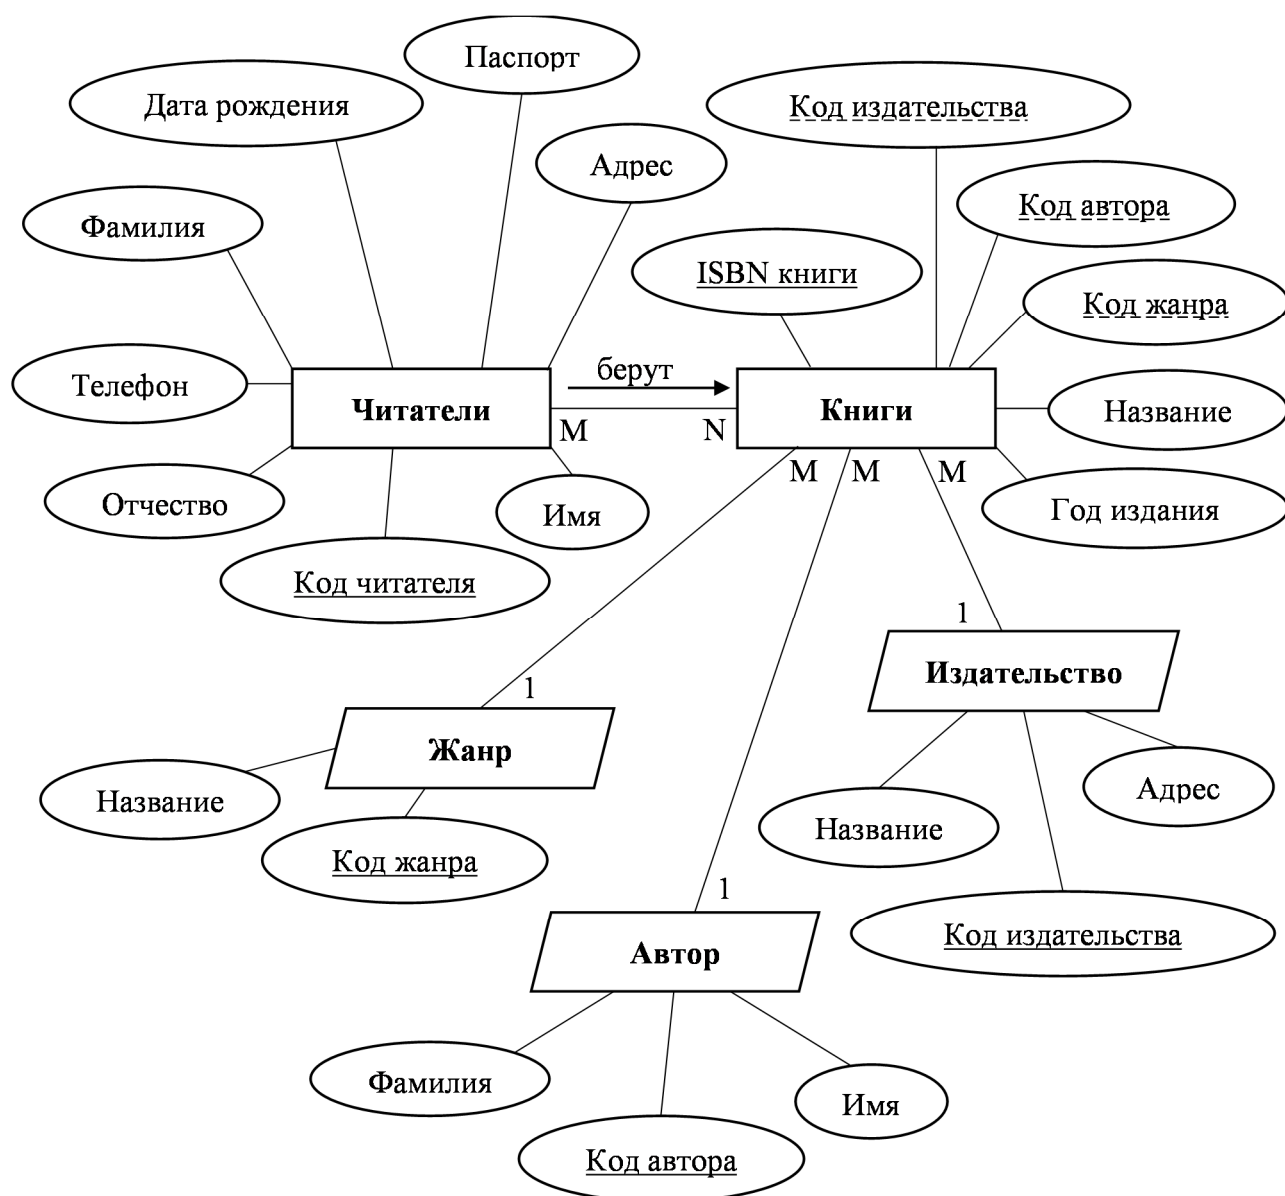 Паспорт
Дата рождения
Код издательства
Адрес
Код автора
Фамилия
ISBN книги
Код жанра
Телефон
берут
Читатели
Книги
Название
M
N
M
M
M
Отчество
Имя
Год издания
Код читателя
1
Издательство
1
Жанр
Название
Адрес
Название
Код жанра
1
Код издательства
Автор
Фамилия
Имя
Код автора